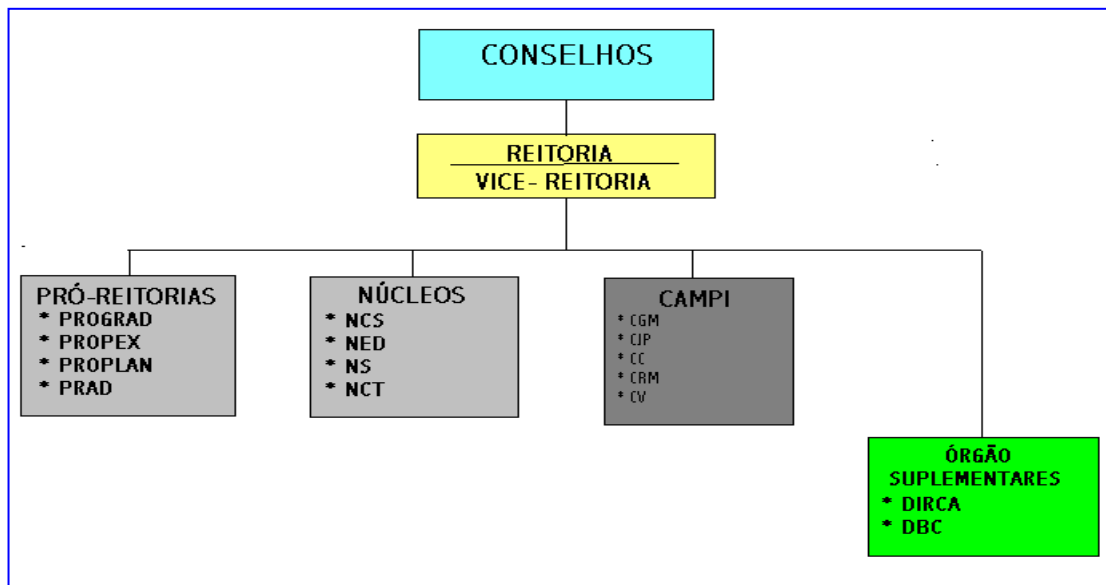 CONSELHOS
REITORIA
VICE- REITORIA
PRÓ-REITORIAS
* PROGRAD
* PROPEX
* PROPLAN
* PRAD
NÚCLEOS
* NCS
* NED
* NS
* NCT
CAMPI
* CGM
* CJP
* CC
* CRM
* CV
ÓRGÃO
SUPLEMENTARES
* DIRCA
* DBC